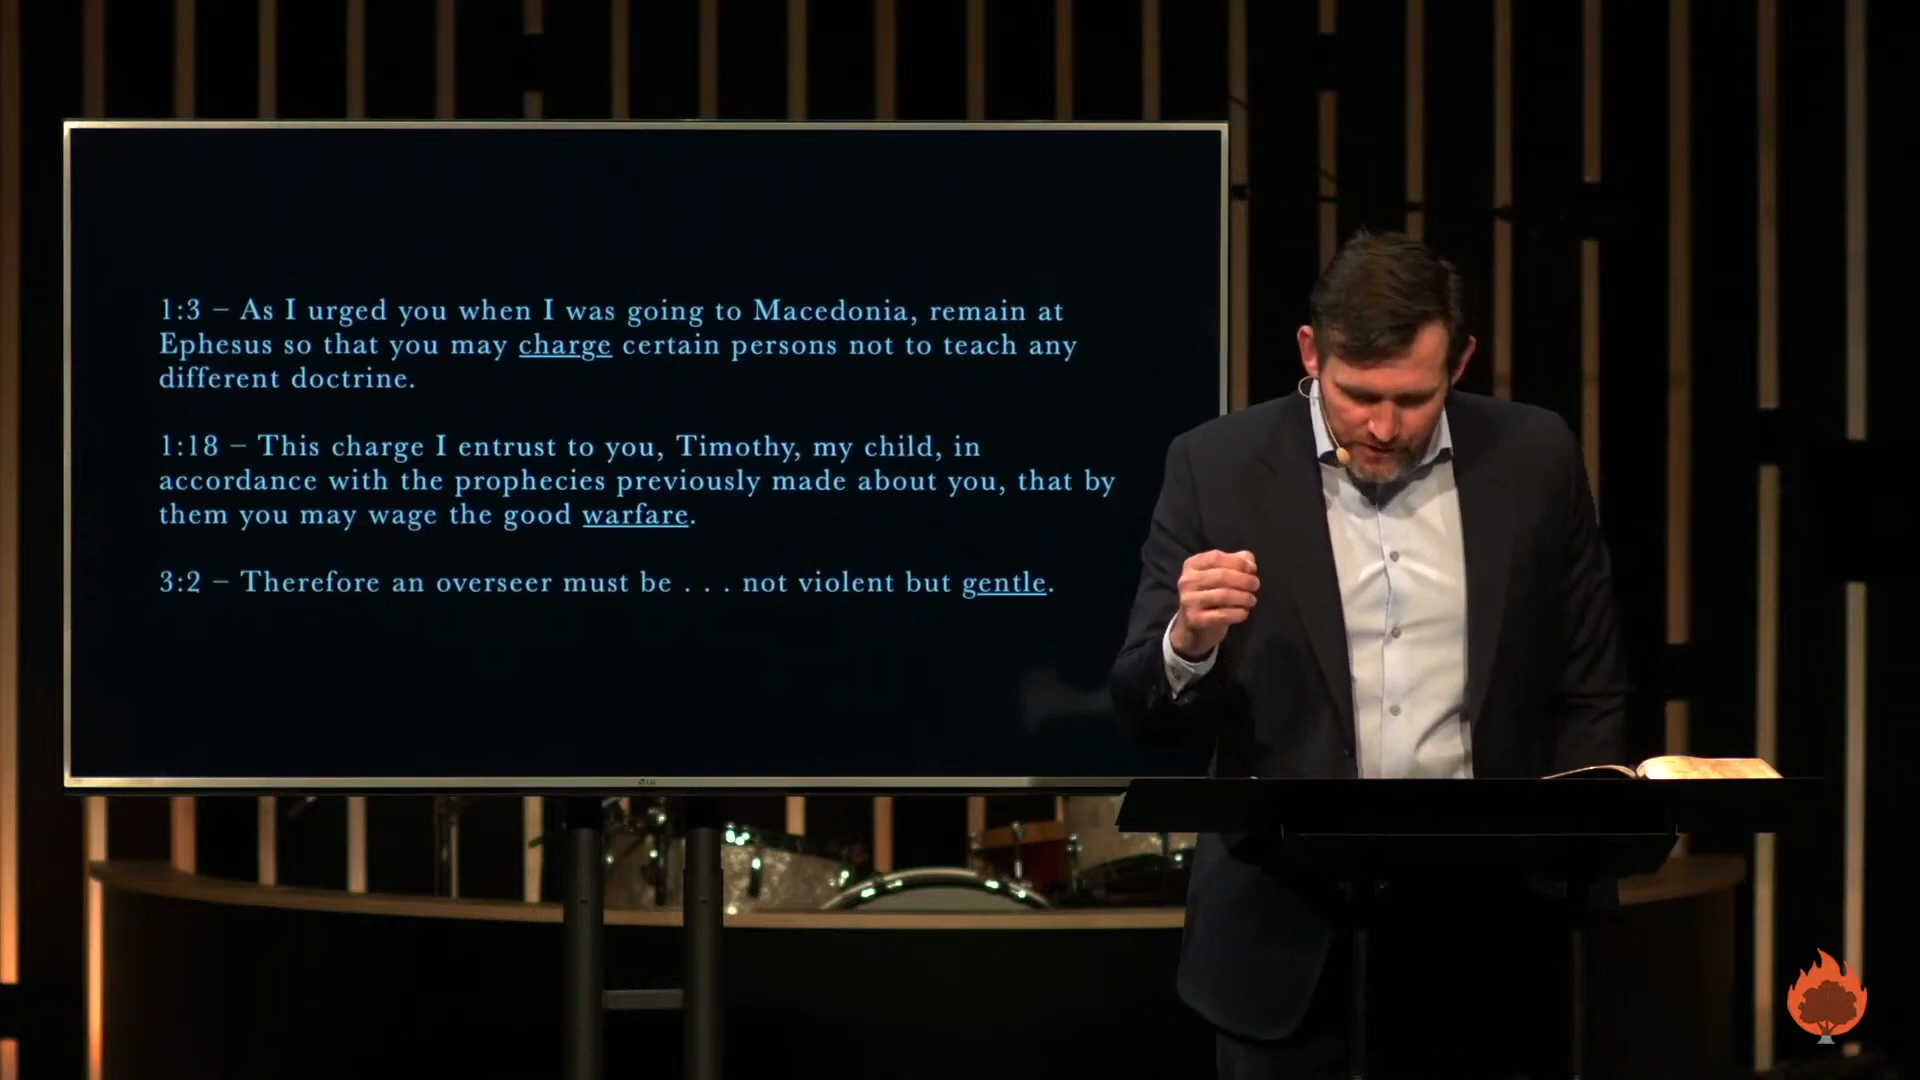 1:3 – As I urged you when I was going to Macedonia, remain at
Ephesus so that you may charge certain persons not to teach any
different doctrine.
1:18 – This charge I entrust to you, Timothy, my child, in
accordance with the prophecies previously made about you, that by
them you may wage the good warfare.
3:2 – Therefore an overseer must be . . . not violent but gentle.